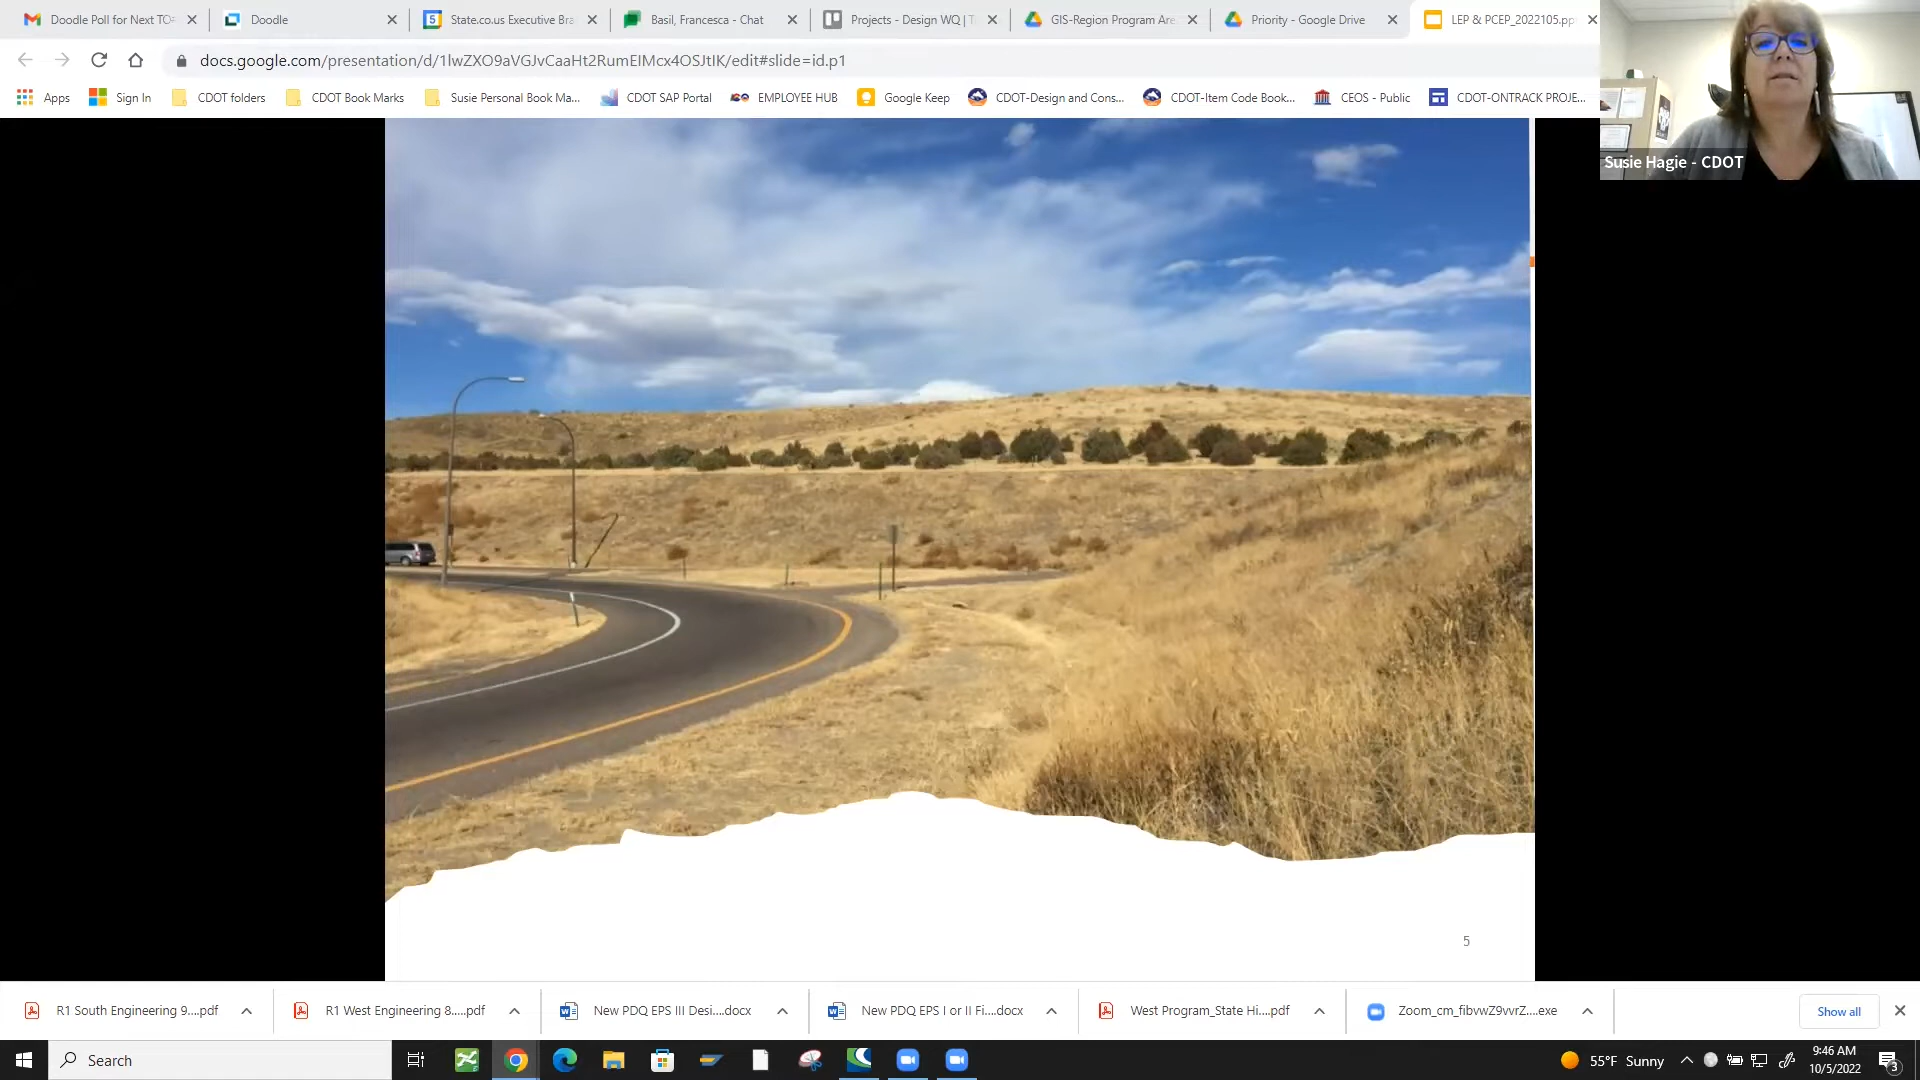 Doodle Poll for Next TO
Doodle
State.co.us Executive Bra
Basil, Francesca - Chat
Projects - Design WQ | T
GIS-Region Program Are
Priority - Google Drive
LEP & PCEP_2022105.pp
docs.google.com/presentation/d/1lwZXO9aVGJvCaaHt2RumEIMcx4OSJtIK/edit#slide=id.p1
Apps
Sign In
CDOT folders
CDOT Book Marks
Susie Personal Book Ma...
CDOT SAP Portal
EMPLOYEE HUB
Google Keep
CDOT-Design and Cons...
CDOT-Item Code Book...
CEOS - Public
CDOT-ONTRACK PROJE...
Susie Hagie - CDOT
5
R1 South Engineering 9....pdf
R1 West Engineering 8.....pdf
New PDQ EPS III Desi....docx
New PDQ EPS I or II Fi....docx
West Program_State Hi....pdf
Zoom_cm_fibvwZ9vvrZ....exe
Show all
Search
55°F Sunny
9:46 AM
10/5/2022
3